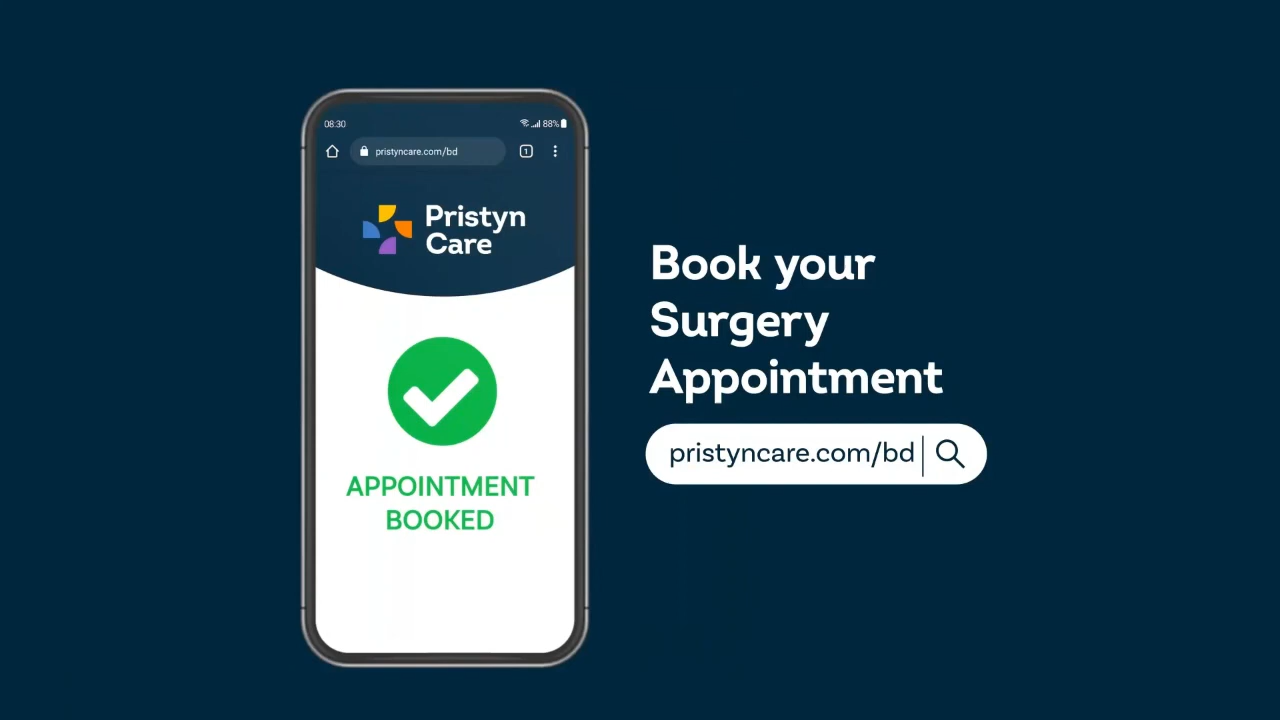 08:30
88%
pristyncare.com/bd
1
Pristyn
Care
APPOINTMENT
BOOKED
Book your
Surgery
Appointment
pristyncare.com/bd